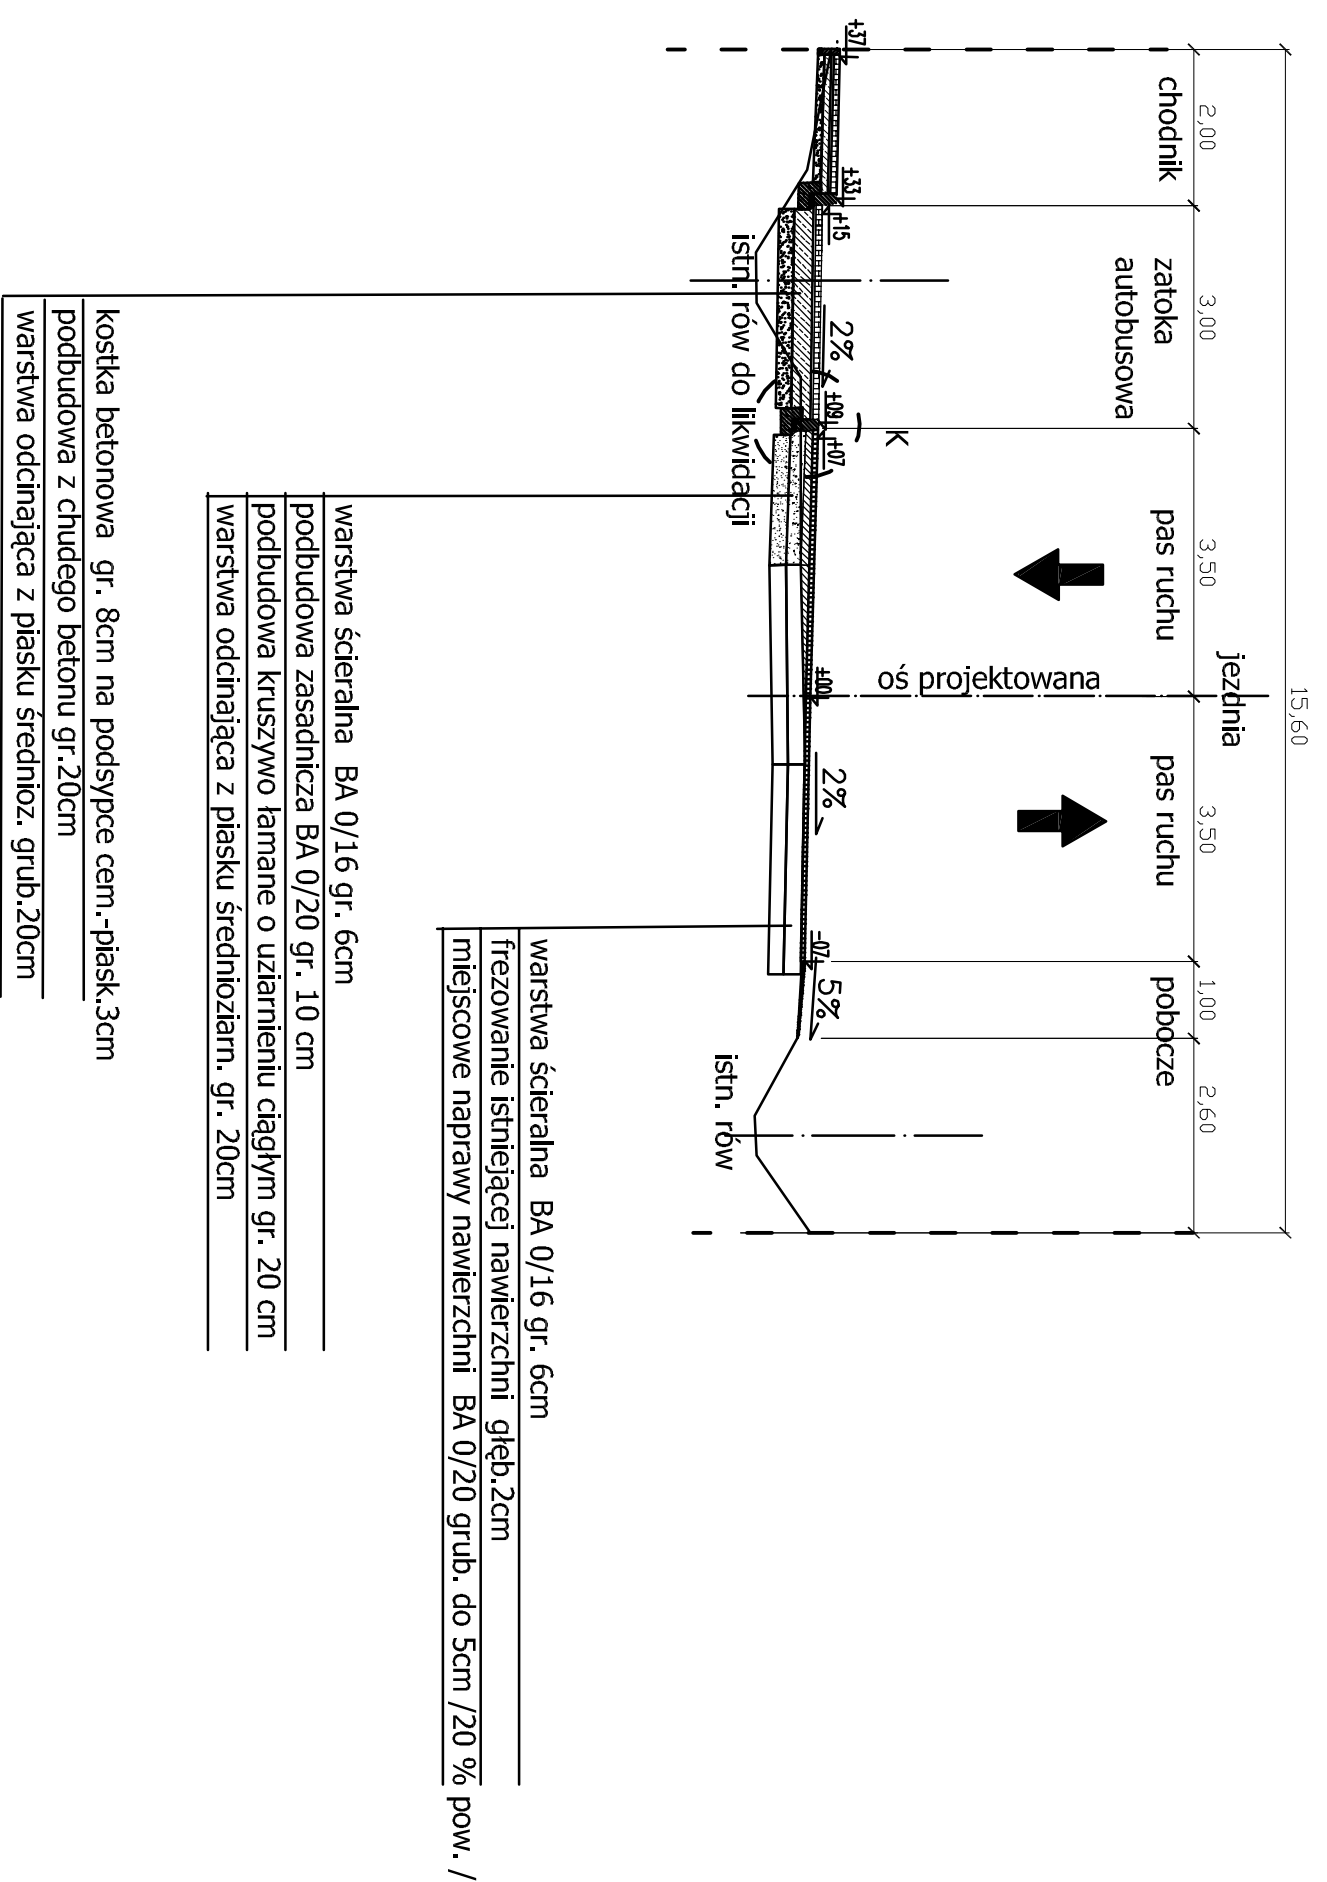 15,60
jezdnia
2,00
3,00
3,50
3,50
1,00
2,60
chodnik
zatoka
autobusowa
pas ruchu
pas ruchu
pobocze
oś projektowana
K
+37
+33
+15
2%
+09
+07
+00
2%
-07
5%
istn. rów do likwidacji
istn. rów
warstwa ścieralna BA 0/16 gr. 6cm
frezowanie istniejącej nawierzchni głęb.2cm
miejscowe naprawy nawierzchni BA 0/20 grub. do 5cm /20 % pow. /
warstwa ścieralna BA 0/16 gr. 6cm
podbudowa zasadnicza BA 0/20 gr. 10 cm
podbudowa kruszywo łamane o uziarnieniu ciągłym gr. 20 cm
warstwa odcinająca z piasku średnioziarn. gr. 20cm
kostka betonowa gr. 8cm na podsypce cem.-piask.3cm
podbudowa z chudego betonu gr.20cm
warstwa odcinająca z piasku średnioz. grub.20cm